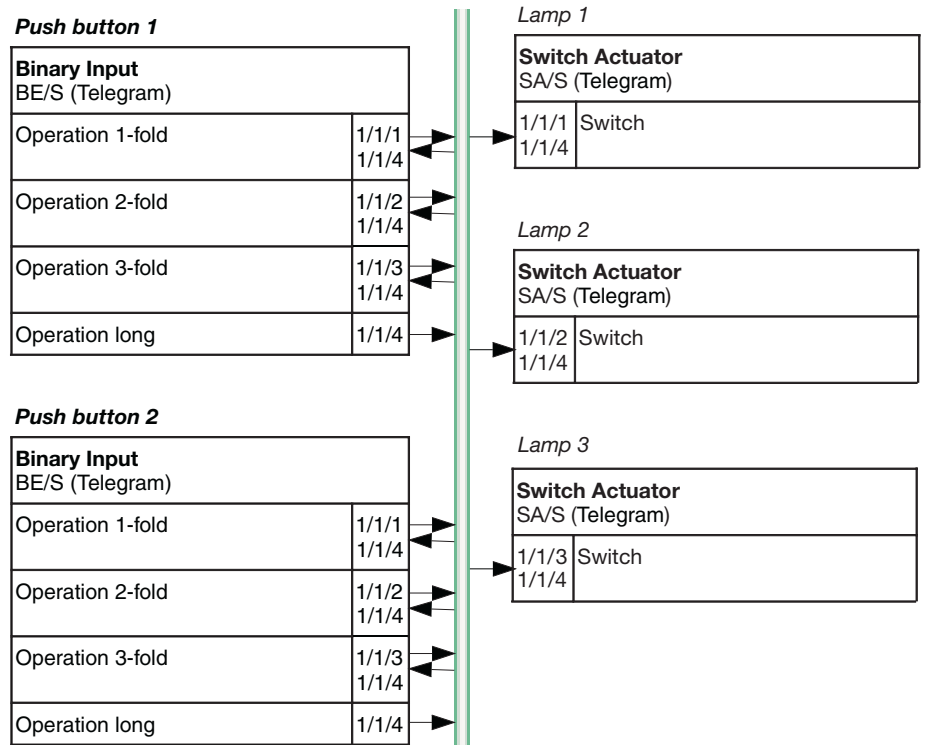 Push button 1
Binary Input
BE/S (Telegram)
Operation 1-fold 1/1/1
1/1/4
Operation 2-fold 1/1/2
1/1/4
Operation 3-fold 1/1/3
1/1/4
Operation long 1/1/4
Push button 2
Binary Input
BE/S (Telegram)
Operation 1-fold 1/1/1
1/1/4
Operation 2-fold 1/1/2
1/1/4
Operation 3-fold 1/1/3
1/1/4
Operation long 1/1/4
Lamp 1
Switch Actuator
SA/S (Telegram)
1/1/1 Switch
1/1/4
Lamp 2
Switch Actuator
SA/S (Telegram)
1/1/2 Switch
1/1/4
Lamp 3
Switch Actuator
SA/S (Telegram)
1/1/3 Switch
1/1/4